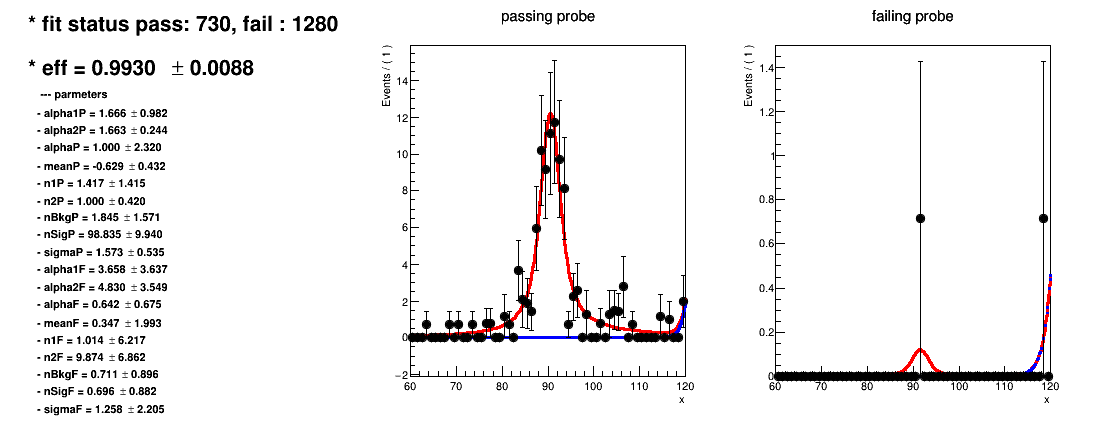 * fit status pass: 730, fail : 1280
* eff = 0.9930 ± 0.0088
--- parmeters
- alpha1P = 1.666 ± 0.982
- alpha2P = 1.663 ± 0.244
- alphaP = 1.000 ± 2.320
- meanP = -0.629 ± 0.432
- n1P = 1.417 ± 1.415
- n2P = 1.000 ± 0.420
- nBkgP = 1.845 ± 1.571
- nSigP = 98.835 ± 9.940
- sigmaP = 1.573 ± 0.535
- alpha1F = 3.658 ± 3.637
- alpha2F = 4.830 ± 3.549
- alphaF = 0.642 ± 0.675
- meanF = 0.347 ± 1.993
- n1F = 1.014 ± 6.217
- n2F = 9.874 ± 6.862
- nBkgF = 0.711 ± 0.896
- nSigF = 0.696 ± 0.882
- sigmaF = 1.258 ± 2.205
passing probe
Events / ( 1 )
14
12
10
8
6
4
2
0
−2
60 70 80 90 100 110 120
x
failing probe
Events / ( 1 )
1.4
1.2
1
0.8
0.6
0.4
0.2
0
60 70 80 90 100 110 120
x